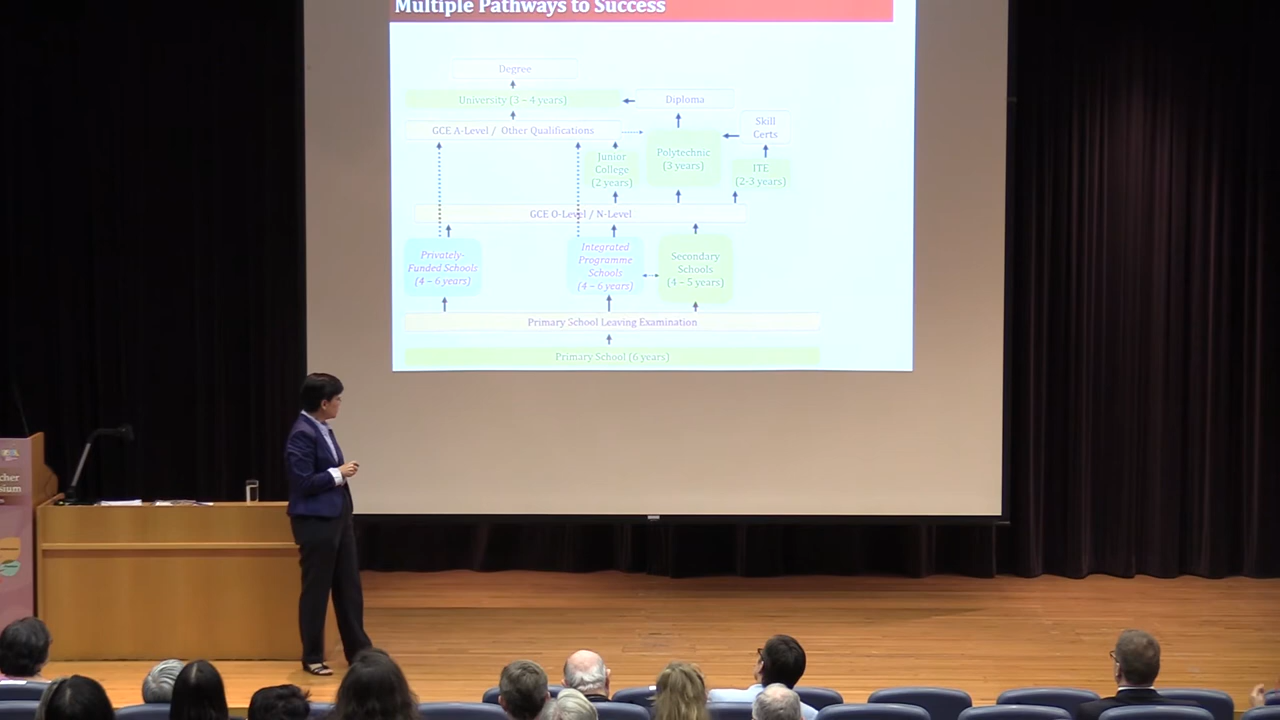 Multiple Pathways to Success
Degree
University (3 – 4 years)
Diploma
GCE A-Level / Other Qualifications
Skill
Certs
Junior
College
(2 years)
Polytechnic
(3 years)
ITE
(2-3 years)
GCE O-Level / N-Level
Privately-
Funded Schools
(4 – 6 years)
Integrated
Programme
Schools
(4 – 6 years)
Secondary
Schools
(4 – 5 years)
Primary School Leaving Examination
Primary School (6 years)
cher
sium